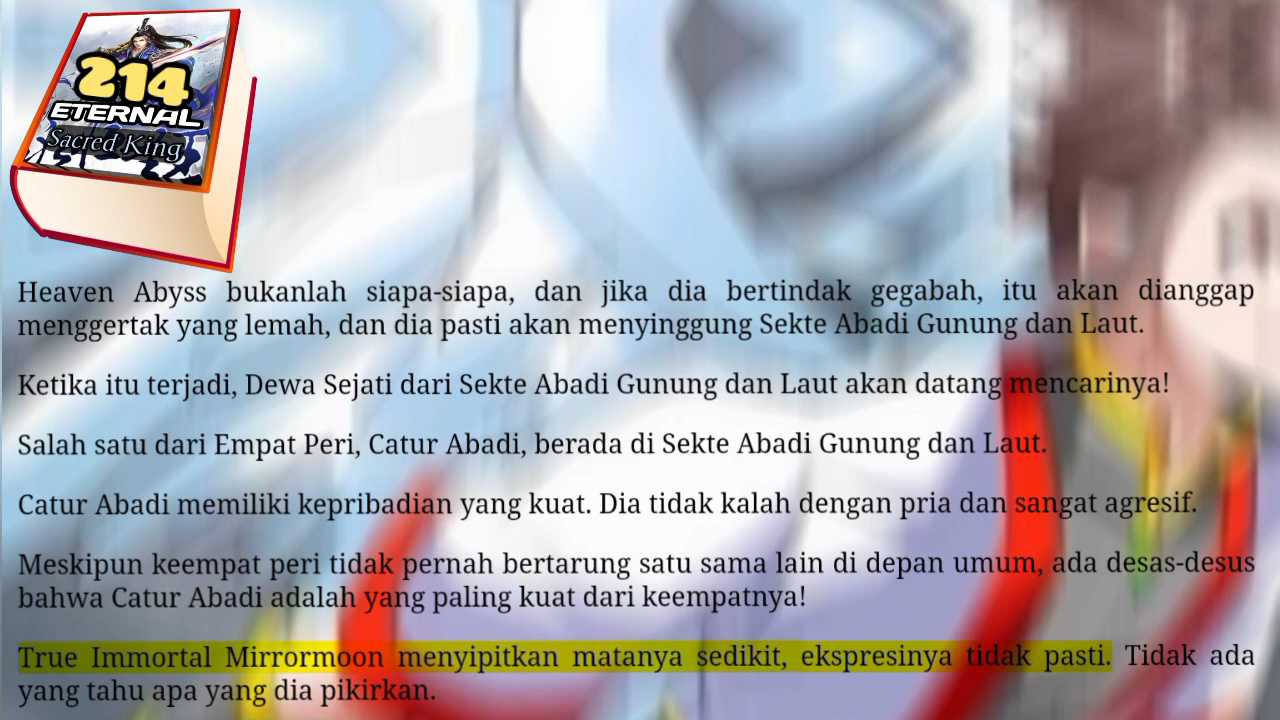 214
ETERNAL
Sacred King
Heaven Abyss bukanlah siapa-siapa, dan jika dia bertindak gegabah, itu akan dianggap
menggertak yang lemah, dan dia pasti akan menyinggung Sekte Abadi Gunung dan Laut.
Ketika itu terjadi, Dewa Sejati dari Sekte Abadi Gunung dan Laut akan datang mencarinya!
Salah satu dari Empat Peri, Catur Abadi, berada di Sekte Abadi Gunung dan Laut.
Catur Abadi memiliki kepribadian yang kuat. Dia tidak kalah dengan pria dan sangat agresif.
Meskipun keempat peri tidak pernah bertarung satu sama lain di depan umum, ada desas-desus
bahwa Catur Abadi adalah yang paling kuat dari keempatnya!
True Immortal Mirrormoon menyipitkan matanya sedikit, ekspresinya tidak pasti. Tidak ada
yang tahu apa yang dia pikirkan.